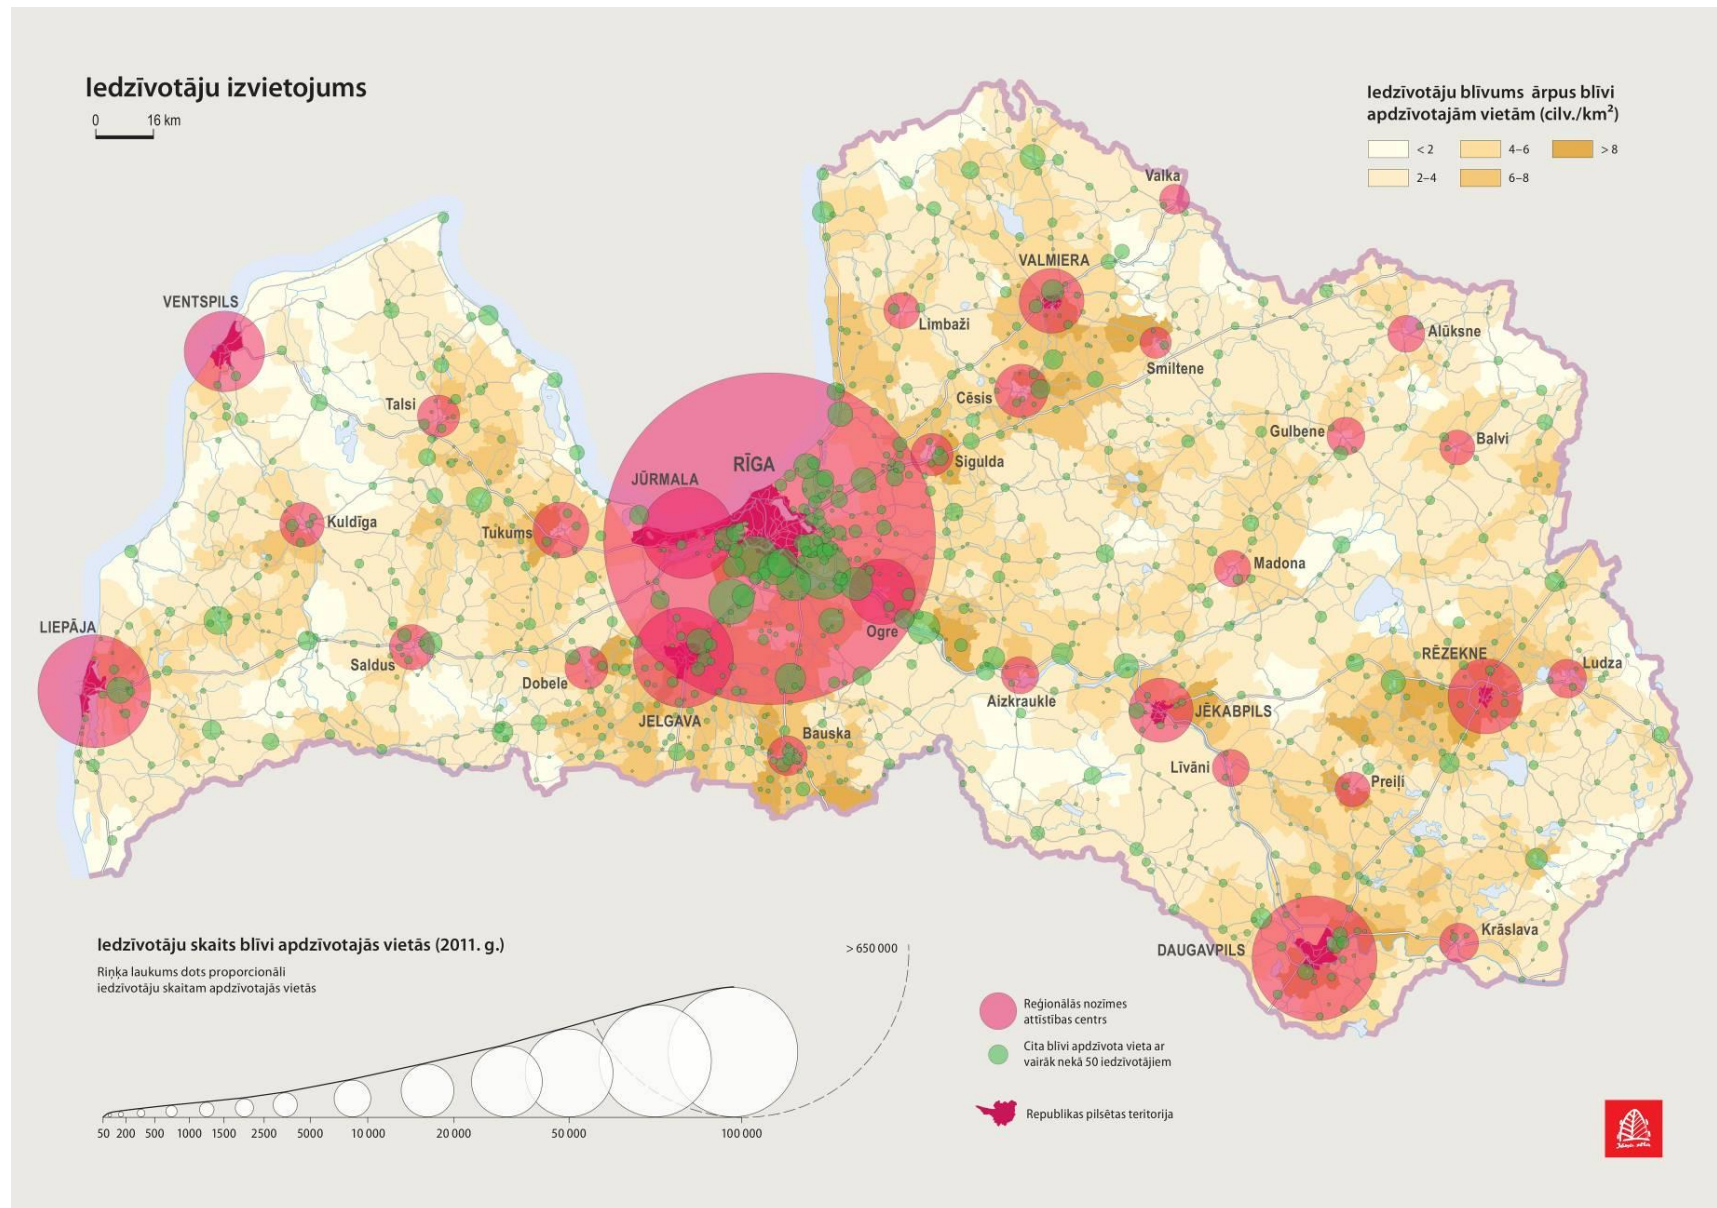 Iedzīvotāju izvietojums
0 16 km
Iedzīvotāju blīvums ārpus blīvi
apdzīvotajām vietām (cilv./km²)
< 2
4–6
> 8
2–4
6–8
Valka
VALMIERA
VENTSPILS
Limbaži
Alūksne
Smiltene
Talsi
Cēsis
Gulbene
Balvi
RĪGA
Sigulda
JŪRMALA
Kuldīga
Tukums
Madona
LIEPĀJA
Ogre
Saldus
RĒZEKNE
Ludza
Dobele
Aizkraukle
JĒKABPILS
JELGAVA
Bauska
Līvāni
Preiļi
Krāslava
DAUGAVPILS
Iedzīvotāju skaits blīvi apdzīvotajās vietās (2011. g.)
Riņķa laukums dots proporcionāli
iedzīvotāju skaitam apdzīvotajās vietās
> 650 000
50 200 500 1000 1500 2500 5000 10 000 20 000 50 000 100 000
Reģionālās nozīmes
attīstības centrs
Cita blīvi apdzīvota vieta ar
vairāk nekā 50 iedzīvotājiem
Republikas pilsētas teritorija